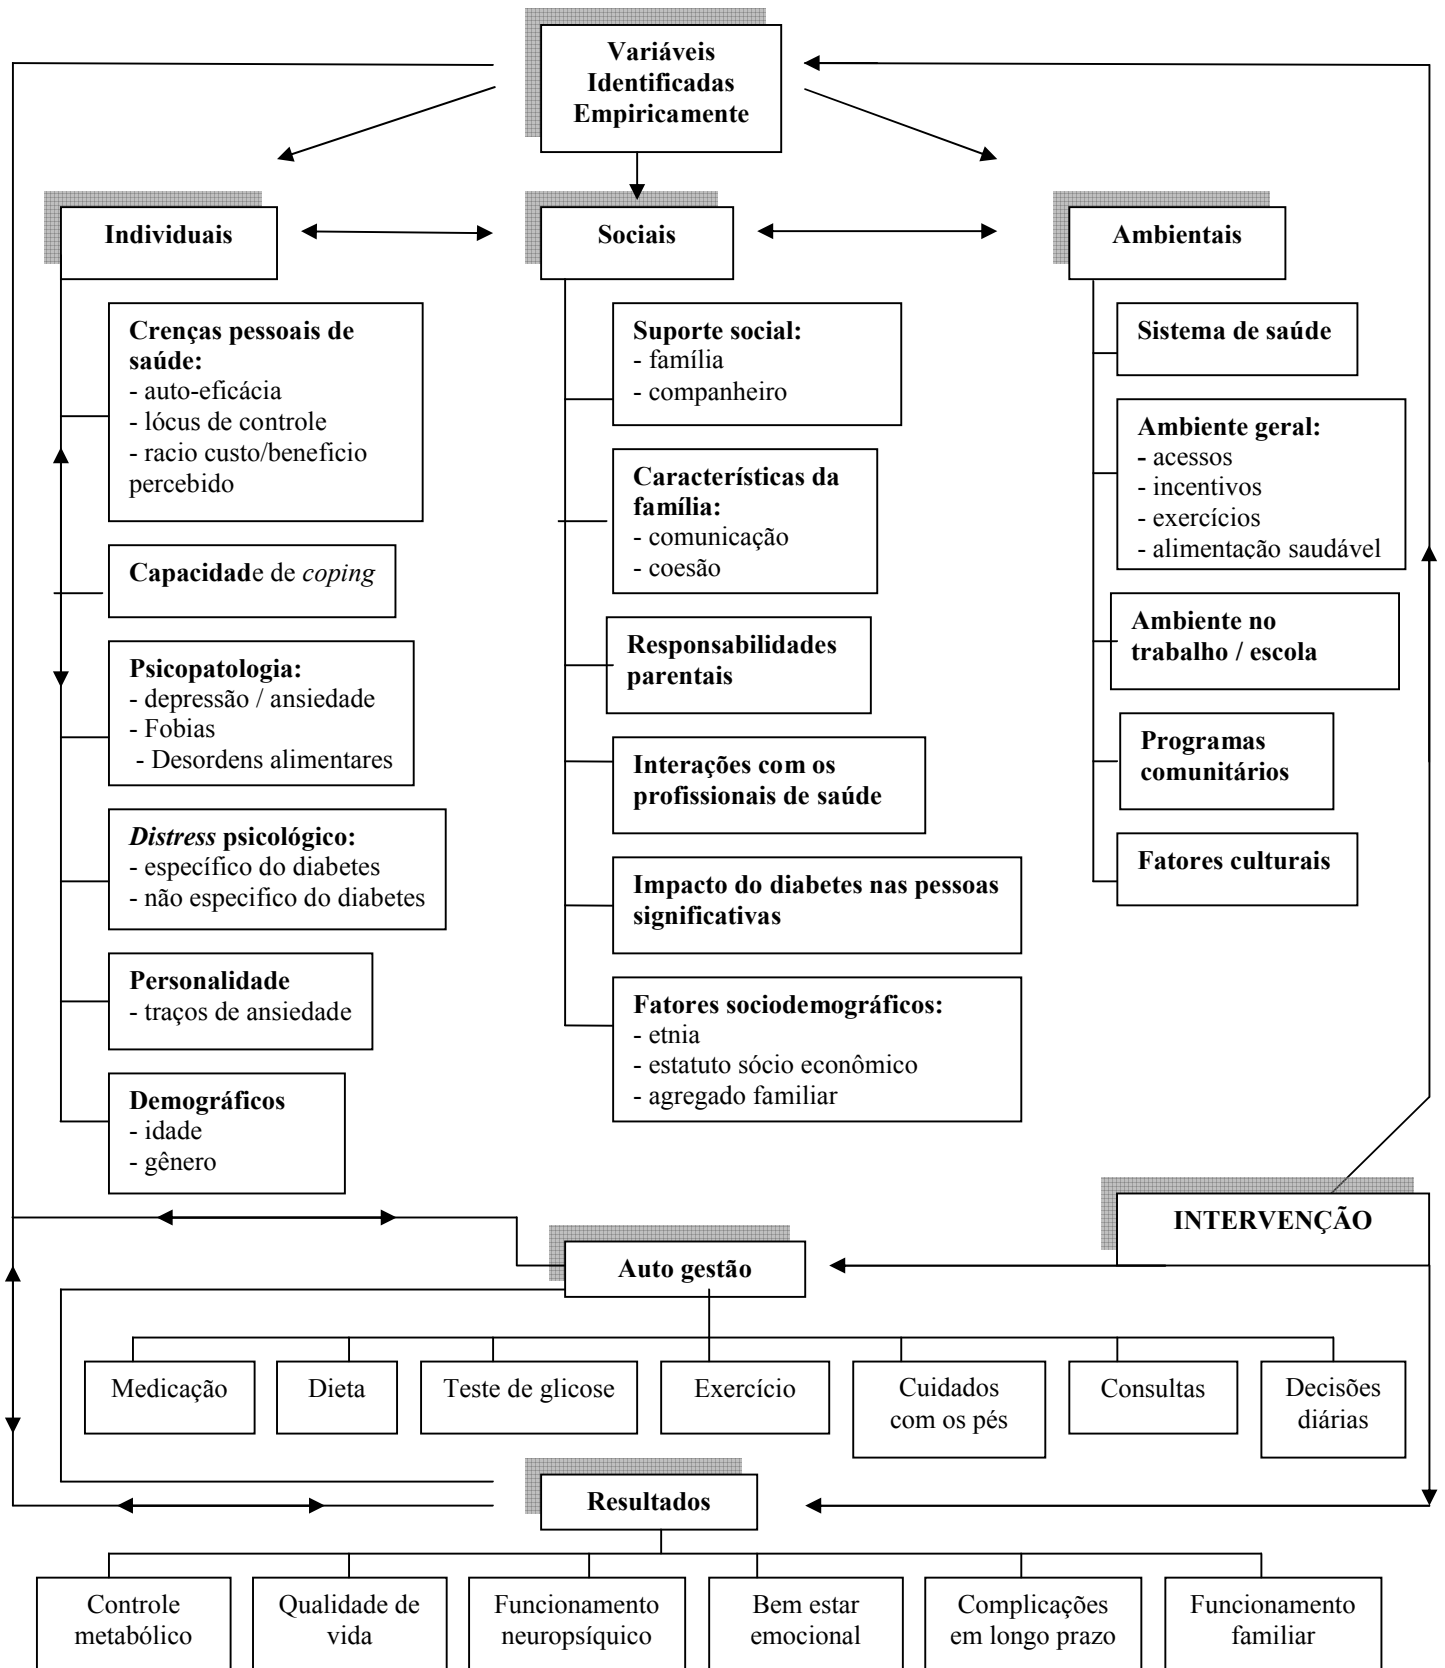 Variáveis
Identificadas
Empiricamente
Individuais
Sociais
Ambientais
Crenças pessoais de
saúde:
- auto-eficácia
- lócus de controle
- racio custo/beneficio
percebido
Capacidade de coping
Psicopatologia:
- depressão / ansiedade
- Fobias
- Desordens alimentares
Distress psicológico:
- específico do diabetes
- não especifico do diabetes
Personalidade
- traços de ansiedade
Demográficos
- idade
- gênero
Suporte social:
- família
- companheiro
Características da
família:
- comunicação
- coesão
Responsabilidades
parentais
Interações com os
profissionais de saúde
Impacto do diabetes nas pessoas
significativas
Fatores sociodemográficos:
- etnia
- estatuto sócio econômico
- agregado familiar
Sistema de saúde
Ambiente geral:
- acessos
- incentivos
- exercícios
- alimentação saudável
Ambiente no
trabalho / escola
Programas
comunitários
Fatores culturais
INTERVENÇÃO
Auto gestão
Medicação
Dieta
Teste de glicose
Exercício
Cuidados
com os pés
Consultas
Decisões
diárias
Resultados
Controle
metabólico
Qualidade de
vida
Funcionamento
neuropsíquico
Bem estar
emocional
Complicações
em longo prazo
Funcionamento
familiar